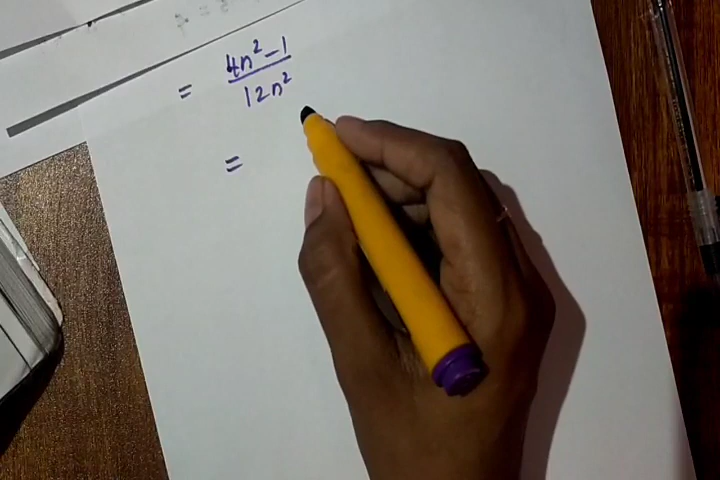 = (4n² - 1) / 12n²
=